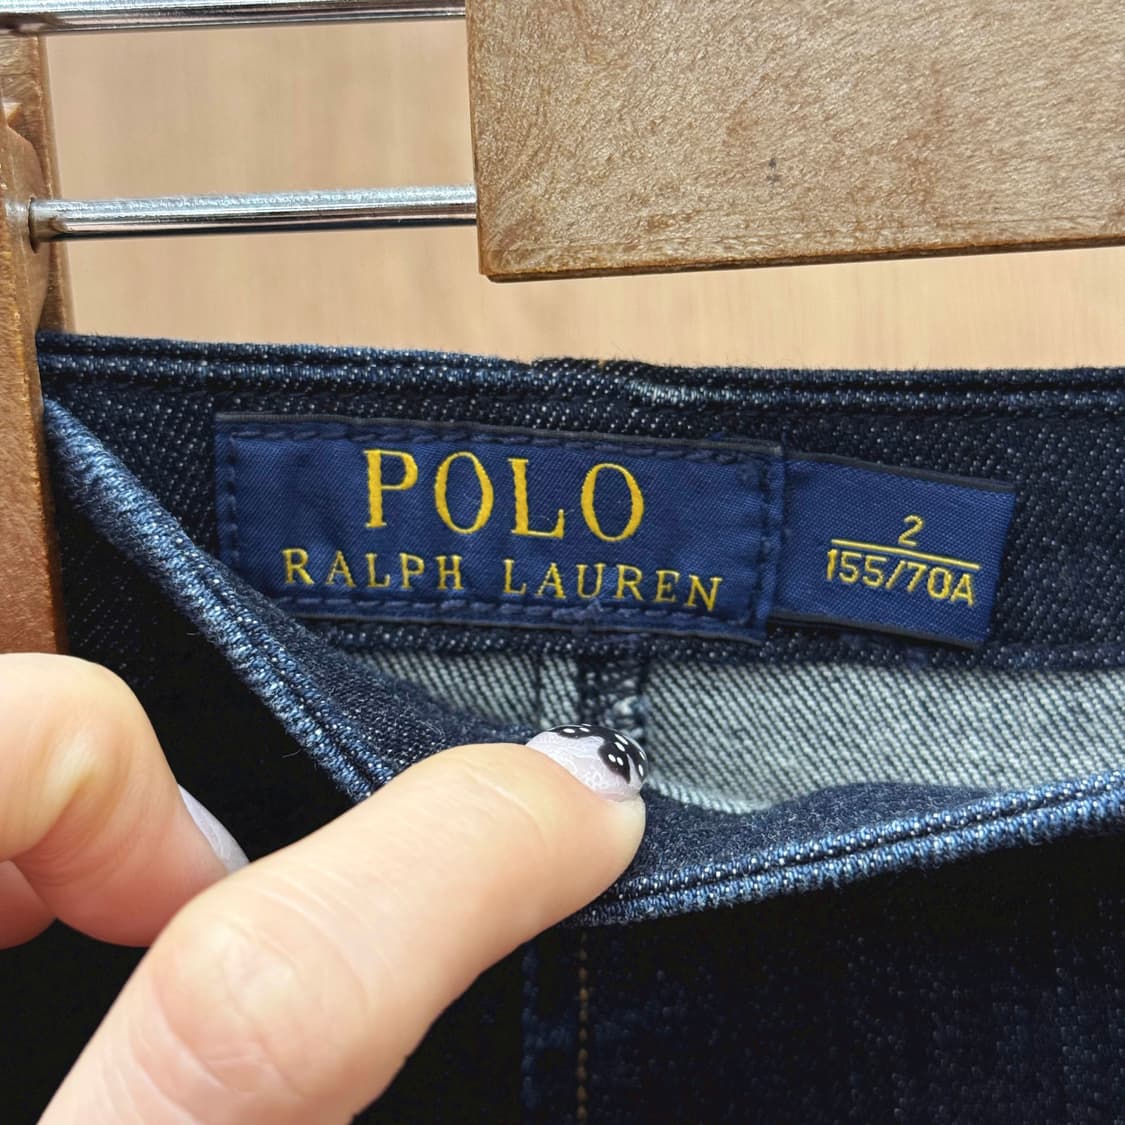 POLO
RALPH LAUREN
2
155/70A